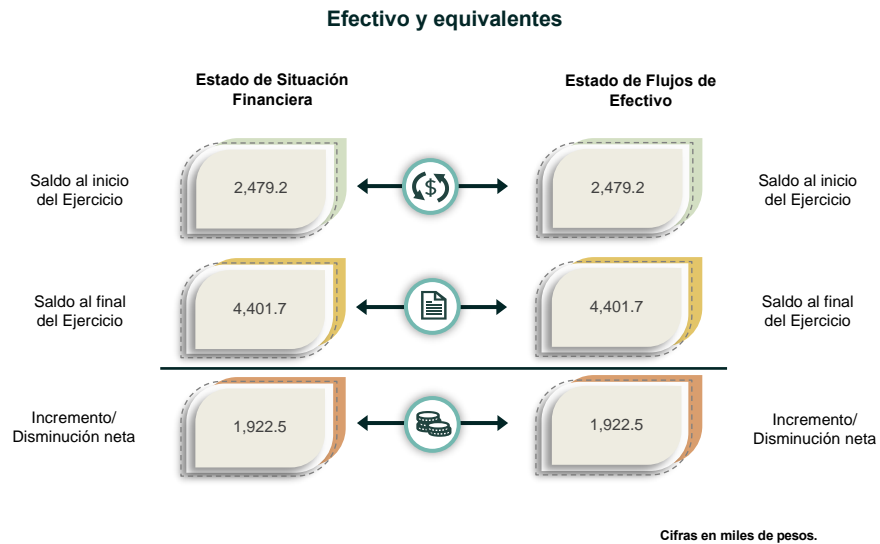 Efectivo y equivalentes
Estado de Situación
Financiera
Estado de Flujos de
Efectivo
Saldo al inicio
del Ejercicio
2,479.2
$
2,479.2
Saldo al inicio
del Ejercicio
Saldo al final
del Ejercicio
4,401.7
4,401.7
Saldo al final
del Ejercicio
Incremento/
Disminución neta
1,922.5
1,922.5
Incremento/
Disminución neta
Cifras en miles de pesos.